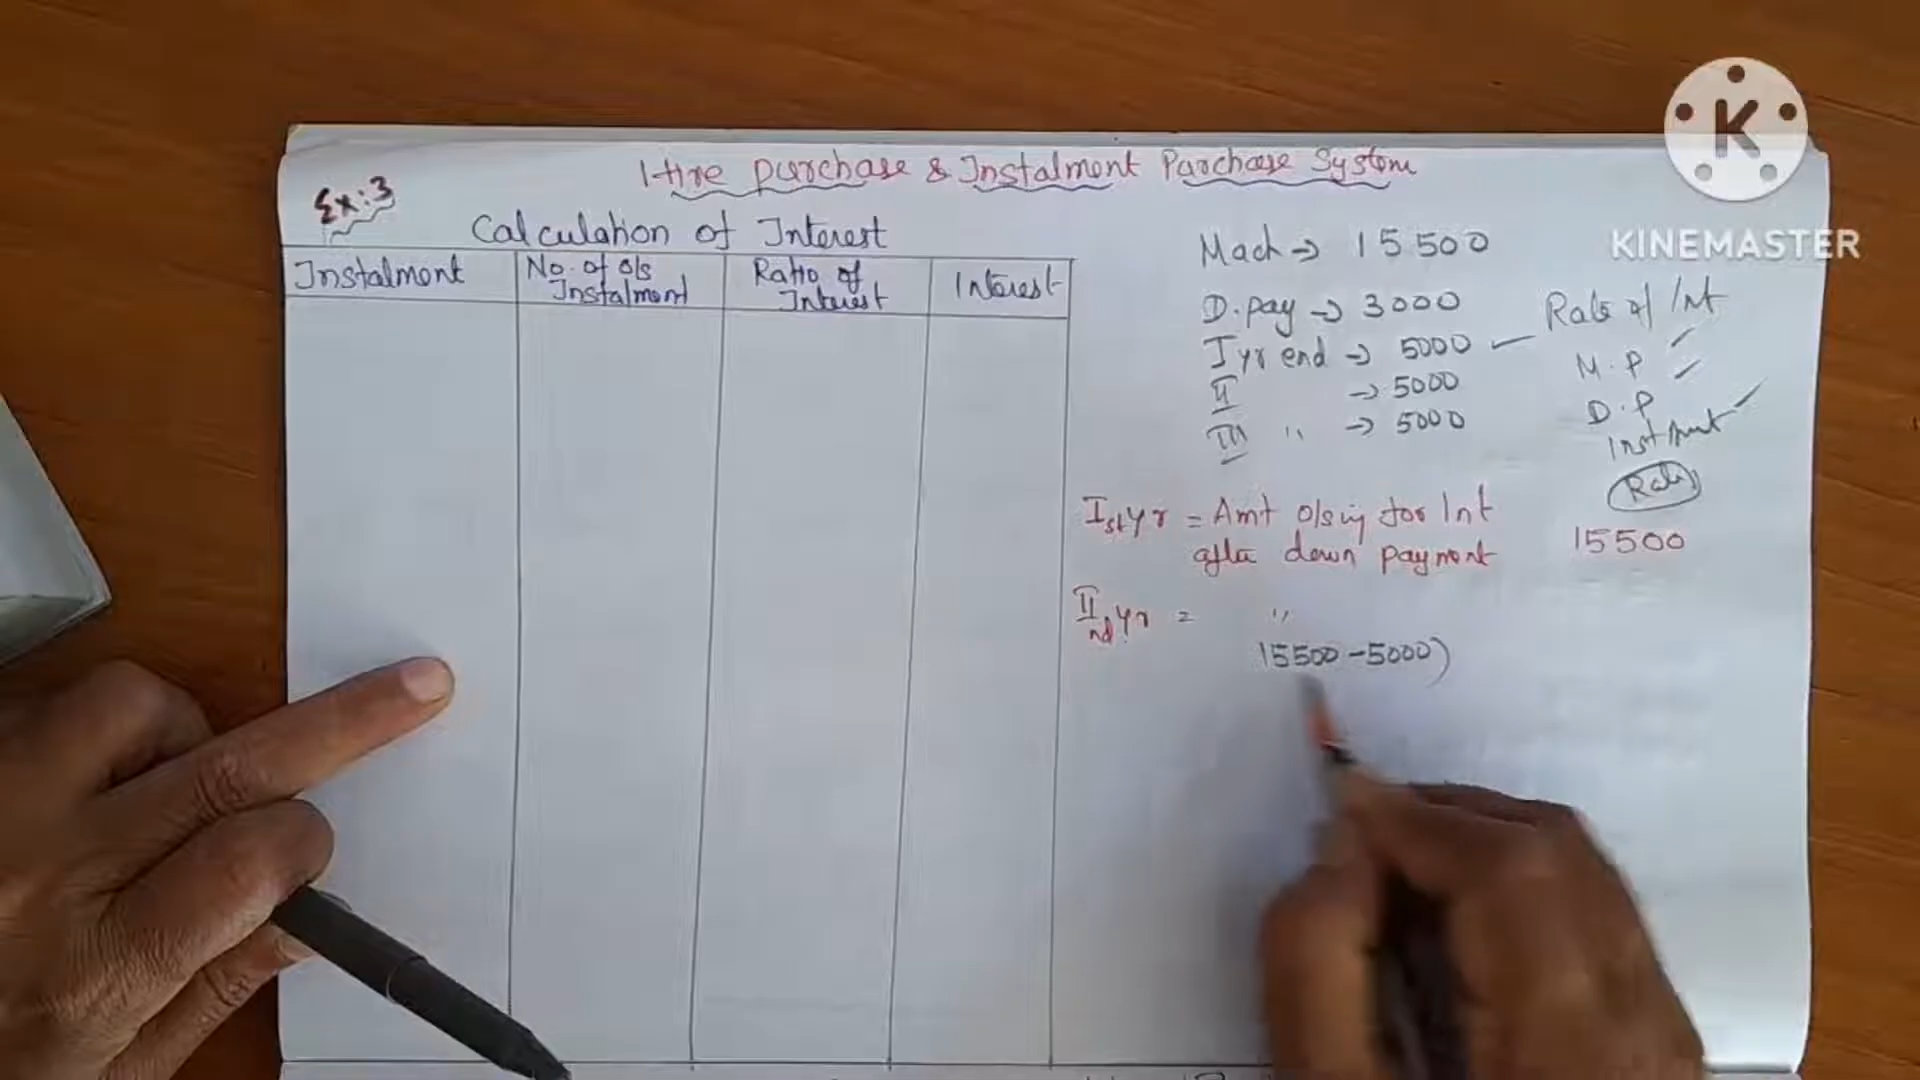 Hire purchase & Instalment Purchase System
Ex:3
Calculation of Interest
Instalment
No. of o/s Instalment
Ratio of Interest
Interest
Mach → 15500
D.pay → 3000
I yr end → 5000
II → 5000
III " → 5000
Rate of Int
M.P
D.P
Instalment
Rate
Ist yr = Amt o/sing for Int
after down payment
15500
IInd yr = "
15500-5000)
K
KINEMASTER